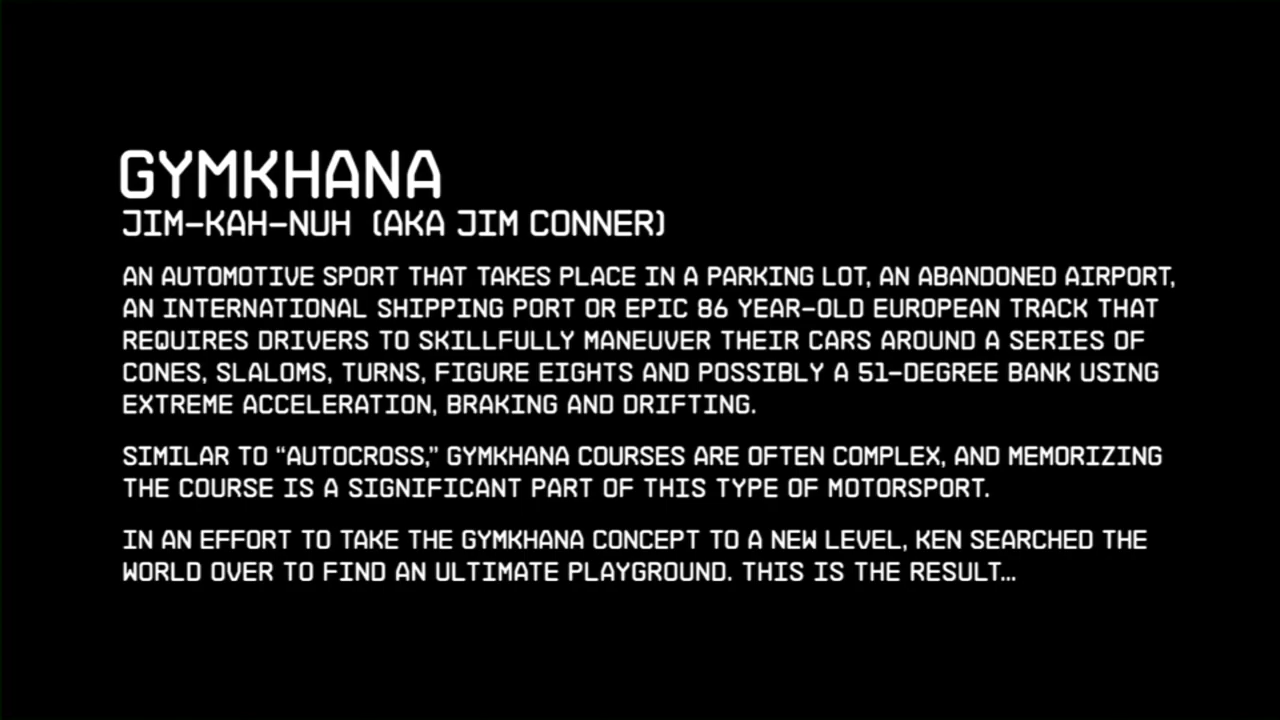 GYMKHANA
JIM-KAH-NUH (AKA JIM CONNER)
AN AUTOMOTIVE SPORT THAT TAKES PLACE IN A PARKING LOT, AN ABANDONED AIRPORT,
AN INTERNATIONAL SHIPPING PORT OR EPIC 86 YEAR-OLD EUROPEAN TRACK THAT
REQUIRES DRIVERS TO SKILLFULLY MANEUVER THEIR CARS AROUND A SERIES OF
CONES, SLALOMS, TURNS, FIGURE EIGHTS AND POSSIBLY A 51-DEGREE BANK USING
EXTREME ACCELERATION, BRAKING AND DRIFTING.
SIMILAR TO “AUTOCROSS,” GYMKHANA COURSES ARE OFTEN COMPLEX, AND MEMORIZING
THE COURSE IS A SIGNIFICANT PART OF THIS TYPE OF MOTORSPORT.
IN AN EFFORT TO TAKE THE GYMKHANA CONCEPT TO A NEW LEVEL, KEN SEARCHED THE
WORLD OVER TO FIND AN ULTIMATE PLAYGROUND. THIS IS THE RESULT...